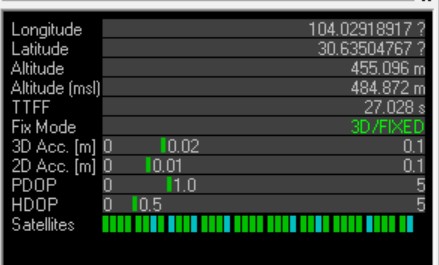 Longitude 104.02918917 ?
Latitude 30.63504767 ?
Altitude 455.096 m
Altitude (msl) 484.872 m
TTFF 27.028 s
Fix Mode 3D/FIXED
3D Acc. [m] 0 0.02 0.1
2D Acc. [m] 0 0.01 0.1
PDOP 0 1.0 5
HDOP 0 0.5 5
Satellites